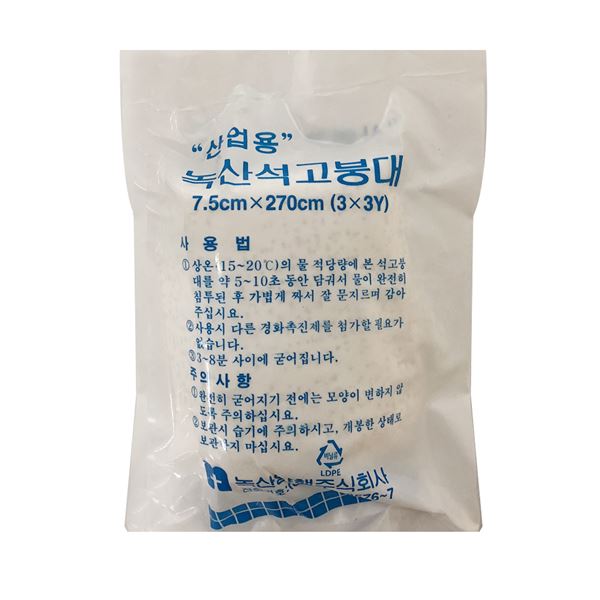 “산업용”
녹산석고붕대
7.5cm×270cm (3×3Y)
사 용 법
①상온(15~20℃)의 물 적당량에 본 석고붕
대를 약 5~10초 동안 담궈서 물이 완전히
침투된 후 가볍게 짜서 잘 문지르며 감아
주십시요.
②사용시 다른 경화촉진제를 첨가할 필요가
없습니다.
③3~8분 사이에 굳어집니다.
주의사항
①완전히 굳어지기 전에는 모양이 변하지 않
도록 주의하십시요.
②보관시 습기에 주의하시고, 개봉한 상태로
보관하지 마십시요.
비닐류
LDPE
주식회사
6~7